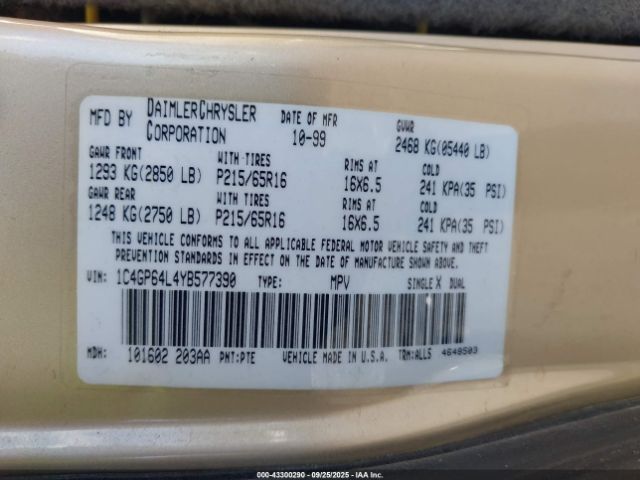 MFD BY DAIMLERCHRYSLER CORPORATION DATE OF MFR 10-99 GVWR 2468 KG(05440 LB)
GAWR FRONT WITH TIRES RIMS AT COLD
1293 KG(2850 LB) P215/65R16 16X6.5 241 KPA(35 PSI)
GAWR REAR WITH TIRES RIMS AT COLD
1248 KG(2750 LB) P215/65R16 16X6.5 241 KPA(35 PSI)
THIS VEHICLE CONFORMS TO ALL APPLICABLE FEDERAL MOTOR VEHICLE SAFETY AND THEFT
PREVENTION STANDARDS IN EFFECT ON THE DATE OF MANUFACTURE SHOWN ABOVE.
VIN: 1C4GP64L4YB577390 TYPE: MPV SINGLE X DUAL
MDH: 101602 203AA PNT:PTE VEHICLE MADE IN U.S.A. TRM:ALLS 4648503
000-43300290 - 09/25/2025 - IAAI.COM